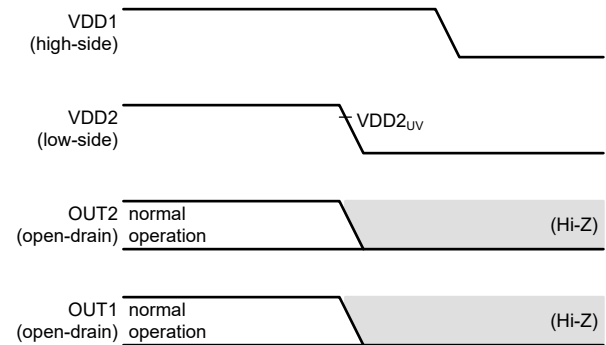 VDD1
(high-side)
VDD2
(low-side)
VDD2UV
OUT2
(open-drain)
normal
operation
(Hi-Z)
OUT1
(open-drain)
normal
operation
(Hi-Z)